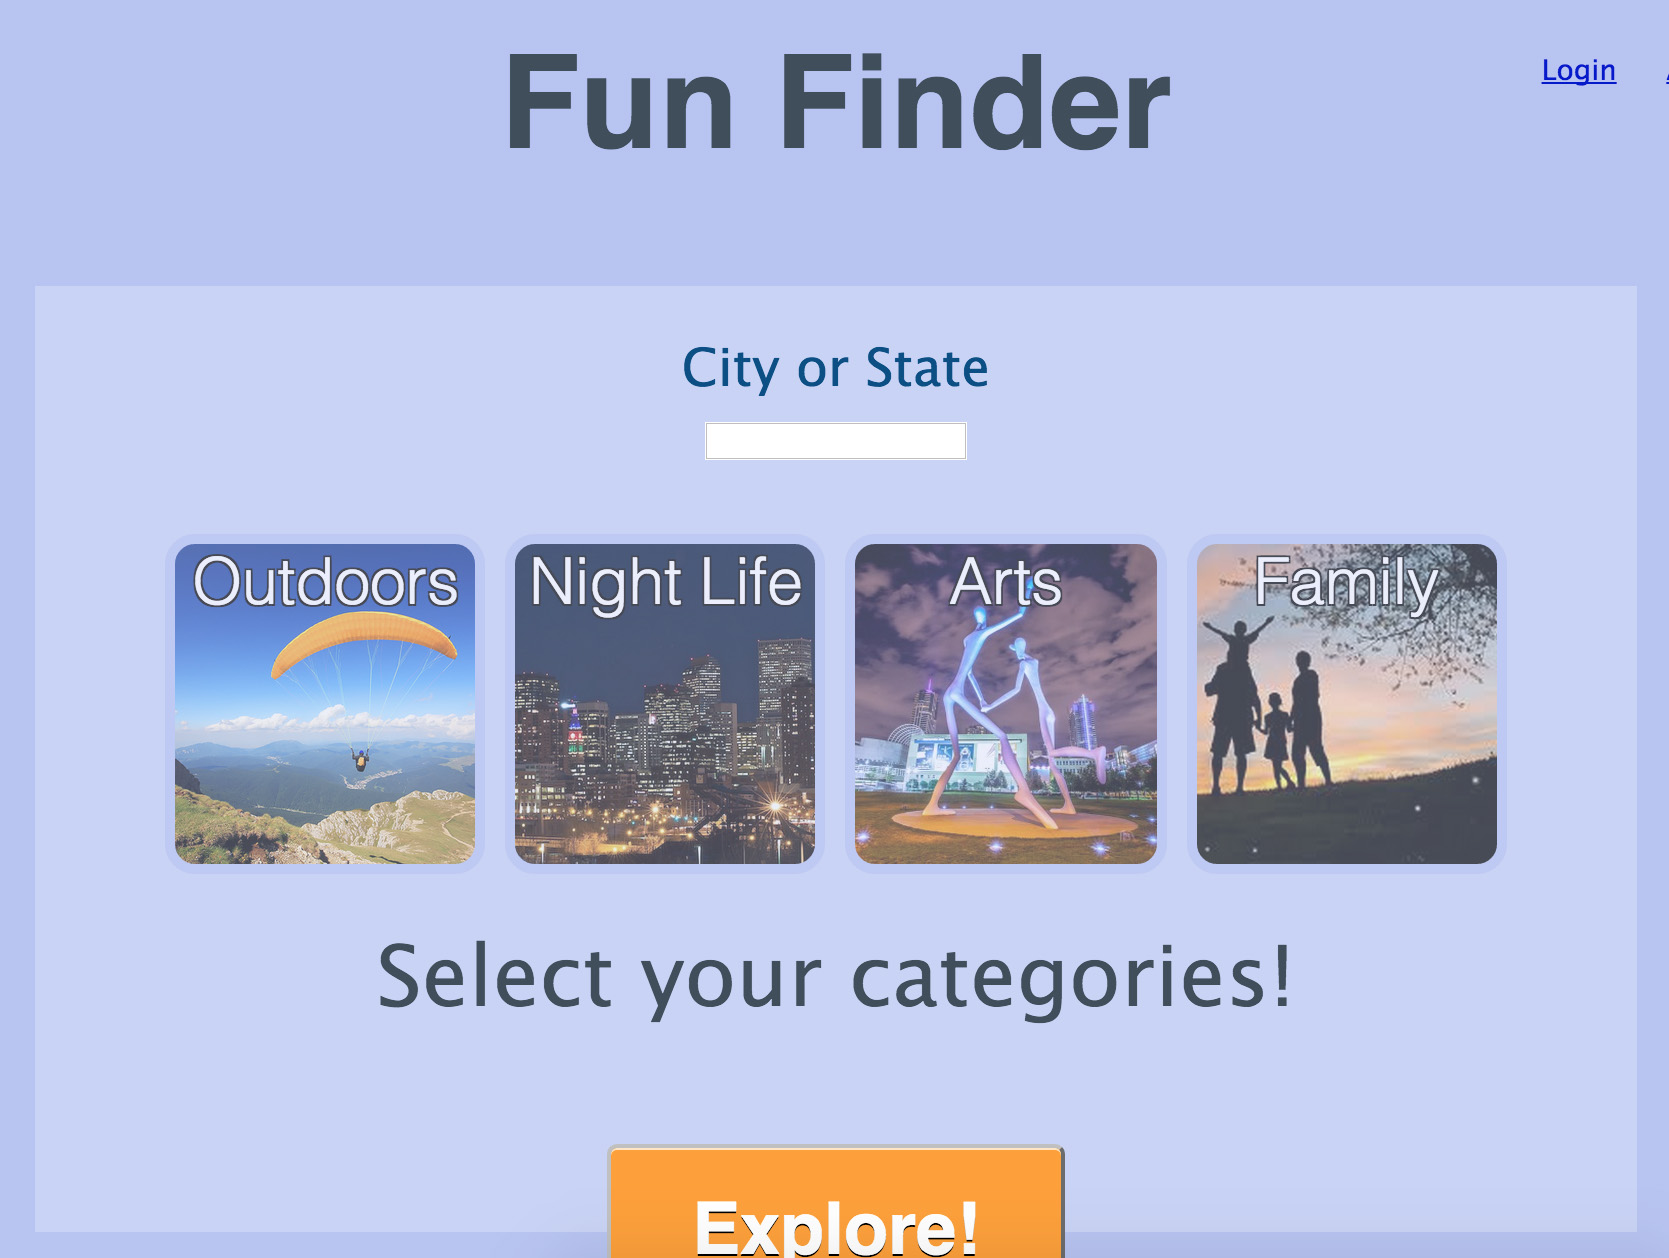 Fun Finder
Login
City or State
Outdoors
Night Life
Arts
Family
Select your categories!
Explore!